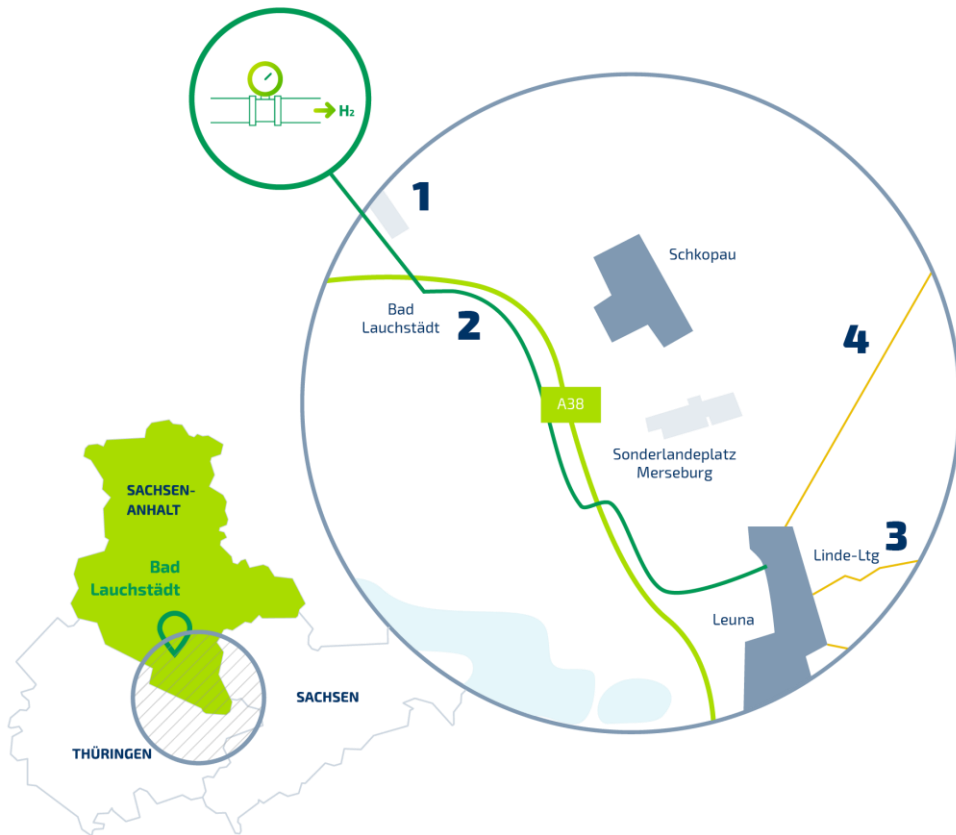 H₂
1
Schkopau
Bad
Lauchstädt
2
4
A38
Sonderlandeplatz
Merseburg
3
Linde-Ltg
Leuna
SACHSEN-
ANHALT
Bad
Lauchstädt
SACHSEN
THÜRINGEN